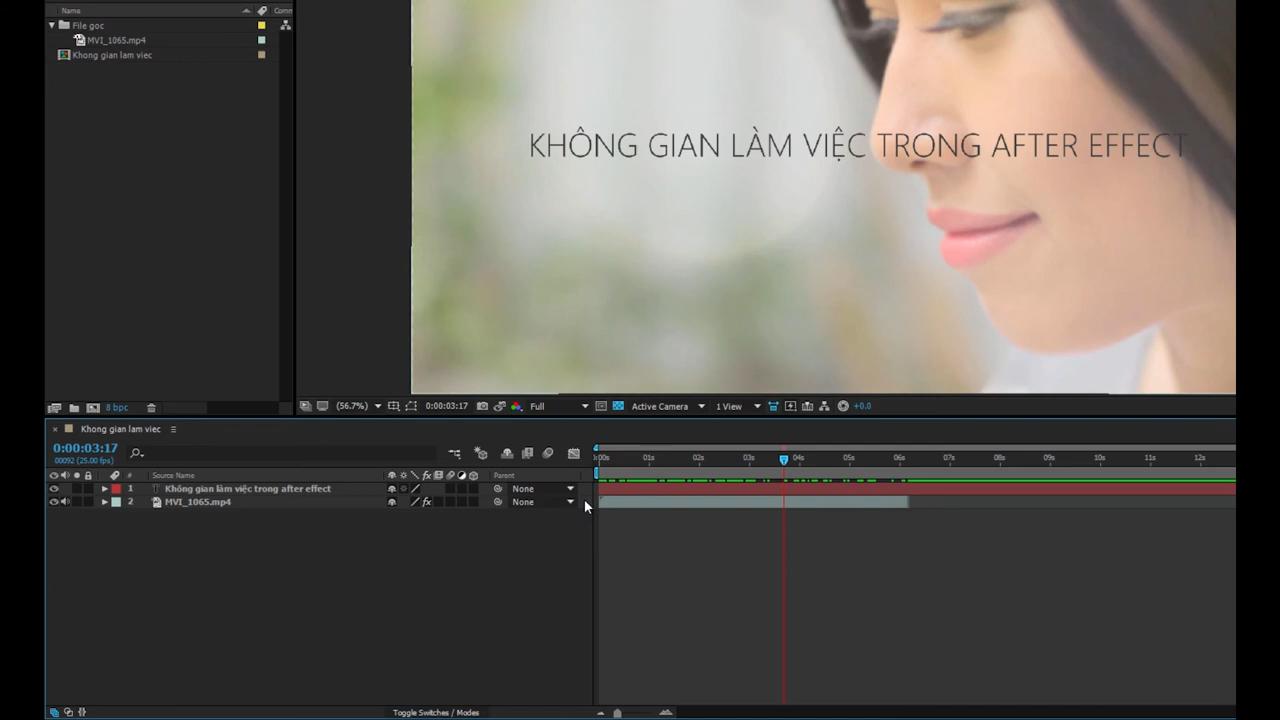 Name
Comm
File goc
MVI_1065.mp4
Khong gian lam viec
KHÔNG GIAN LÀM VIỆC TRONG AFTER EFFECT
8 bpc
(56.7%)
0:00:03:17
Full
Active Camera
1 View
+0.0
Khong gian lam viec
0:00:03:17
00092 (25.00 fps)
:00s 01s 02s 03s 04s 05s 06s 07s 08s 09s 10s 11s 12s
# Source Name
Parent
1 Không gian làm việc trong after effect
None
2 MVI_1065.mp4
None
Toggle Switches / Modes